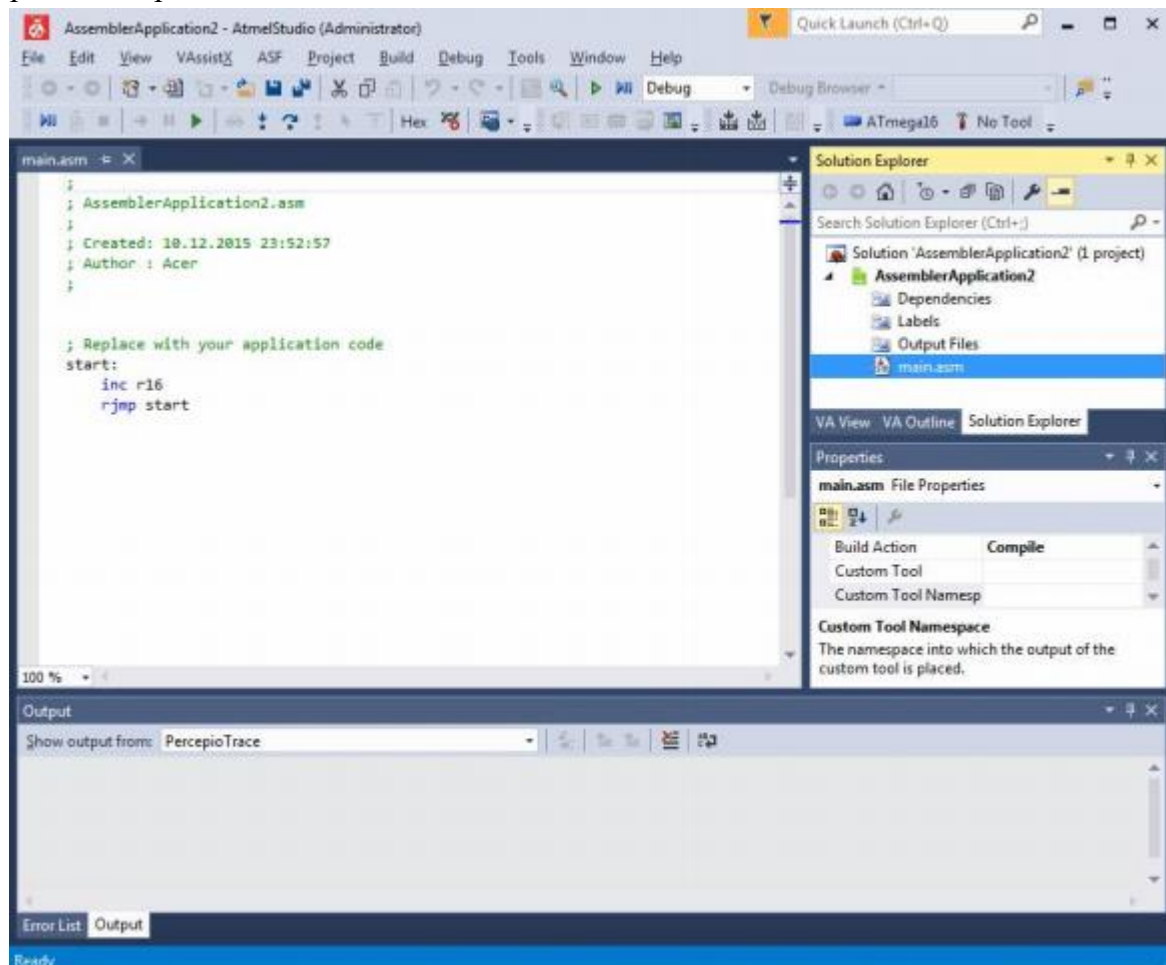 AssemblerApplication2 - AtmelStudio (Administrator)
Quick Launch (Ctrl+Q)
File Edit View VAssistX ASF Project Build Debug Tools Window Help
Debug Debug Browser
Hex ATmega16 No Tool
main.asm
;
; AssemblerApplication2.asm
;
; Created: 10.12.2015 23:52:57
; Author : Acer
;
; Replace with your application code
start:
inc r16
rjmp start
100 %
Solution Explorer
Search Solution Explorer (Ctrl+;)
Solution 'AssemblerApplication2' (1 project)
AssemblerApplication2
Dependencies
Labels
Output Files
main.asm
VA View VA Outline Solution Explorer
Properties
main.asm File Properties
Build Action Compile
Custom Tool
Custom Tool Namesp
Custom Tool Namespace
The namespace into which the output of the
custom tool is placed.
Output
Show output from: PercepioTrace
Error List Output
Ready